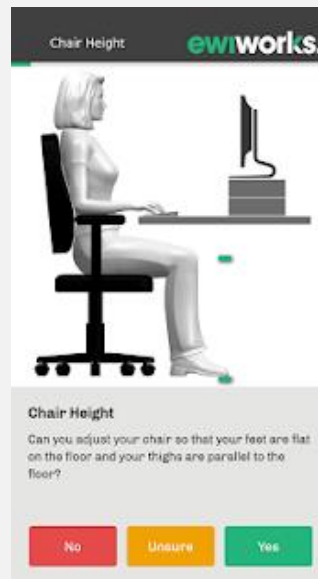 Chair Height
ewiworks.
Chair Height
Can you adjust your chair so that your feet are flat
on the floor and your thighs are parallel to the
floor?
No
Unsure
Yes